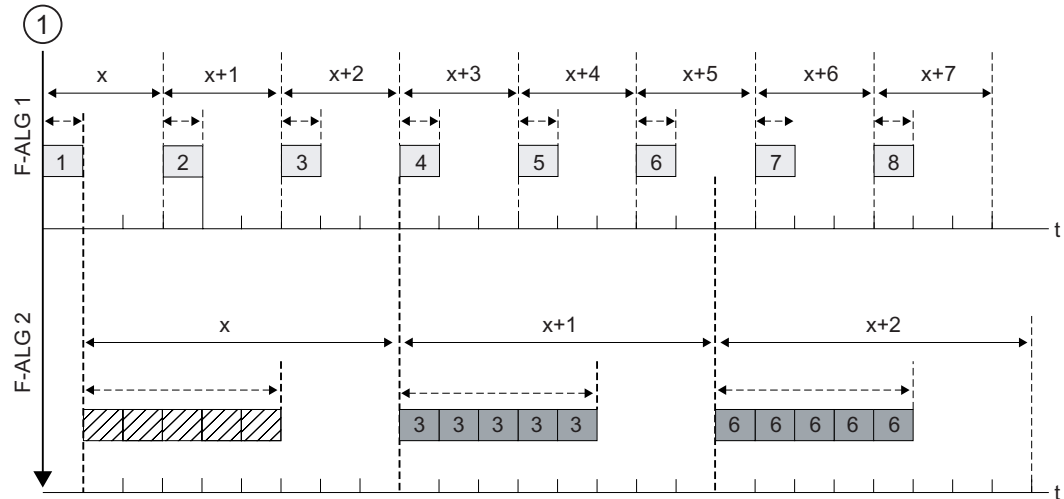 1
x x+1 x+2 x+3 x+4 x+5 x+6 x+7
F-ALG 1
1 2 3 4 5 6 7 8
t
F-ALG 2
x x+1 x+2
3 3 3 3 3 6 6 6 6 6
t